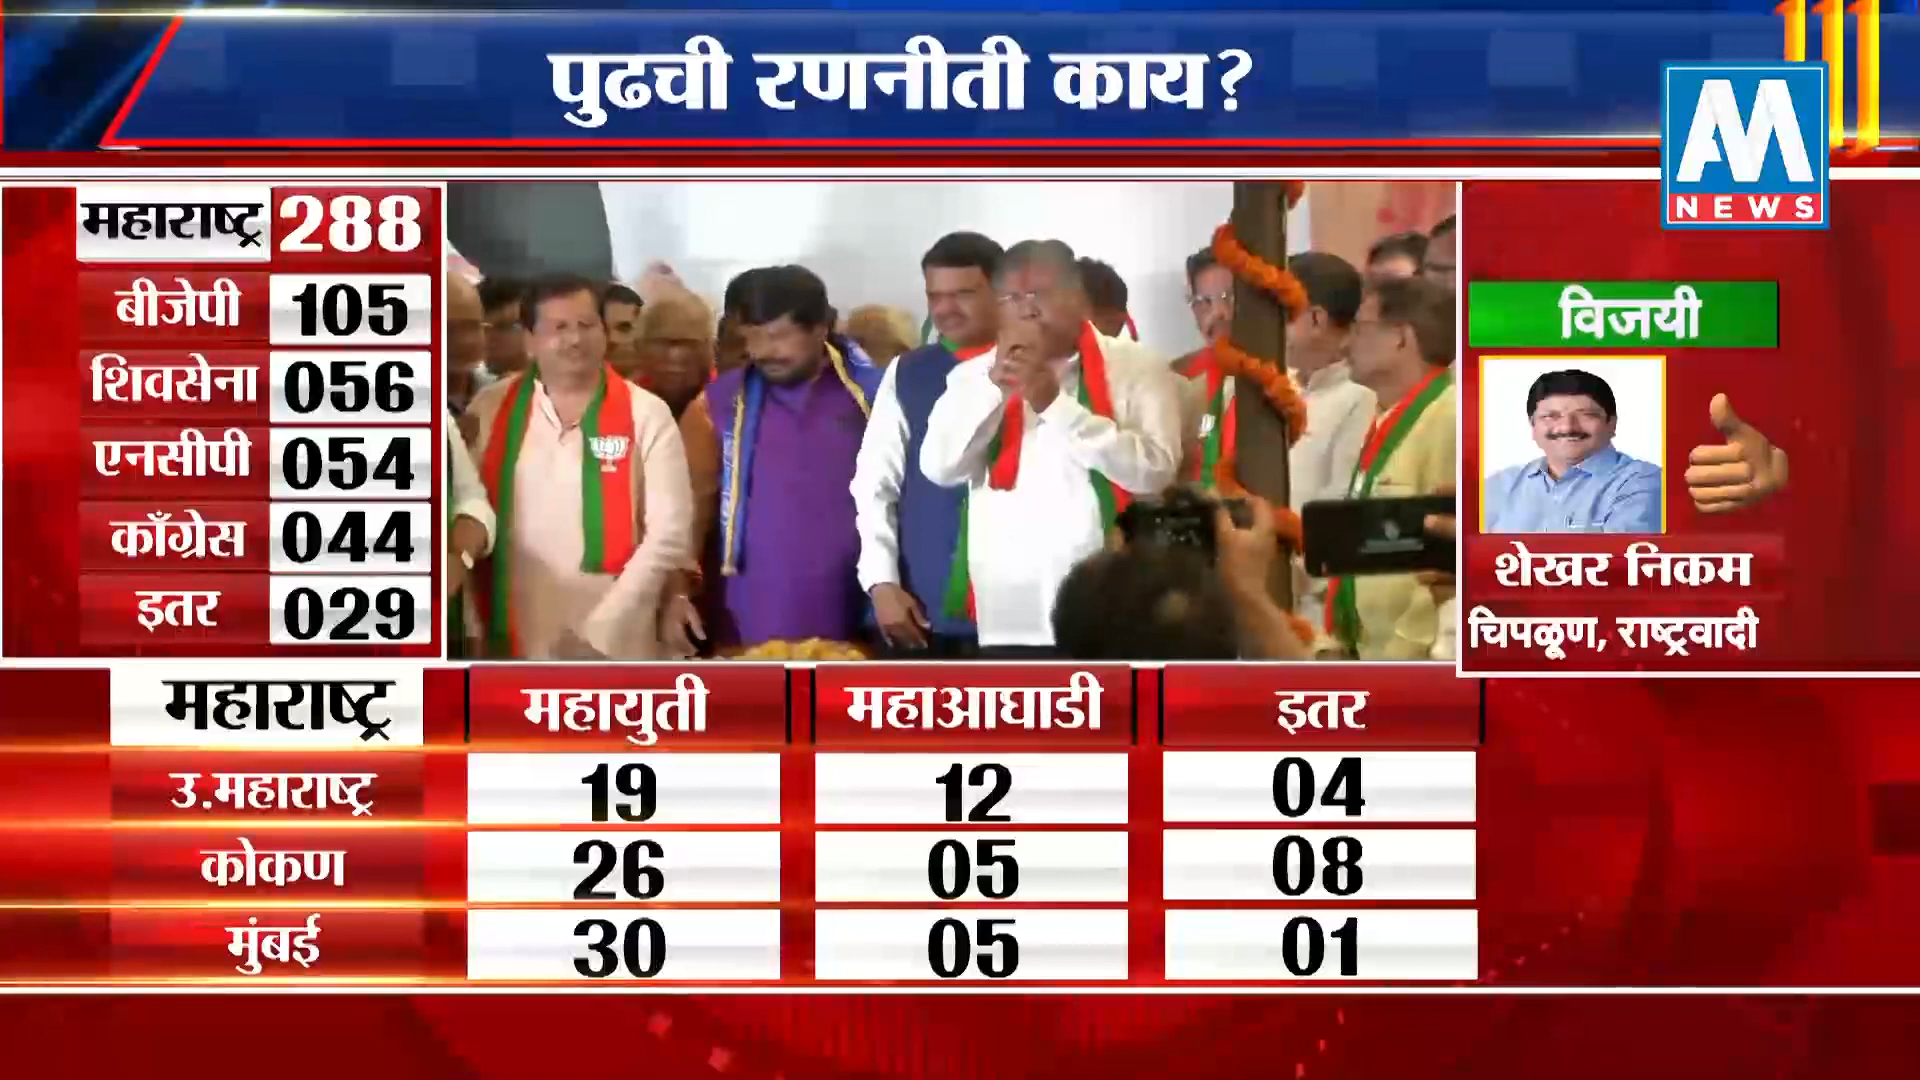 पुढची रणनीती काय?
AM
NEWS
महाराष्ट्र 288
बीजेपी 105
शिवसेना 056
एनसीपी 054
काँग्रेस 044
इतर 029
विजयी
शेखर निकम
चिपळूण, राष्ट्रवादी
महाराष्ट्र महायुती महाआघाडी इतर
उ.महाराष्ट्र 19 12 04
कोकण 26 05 08
मुंबई 30 05 01